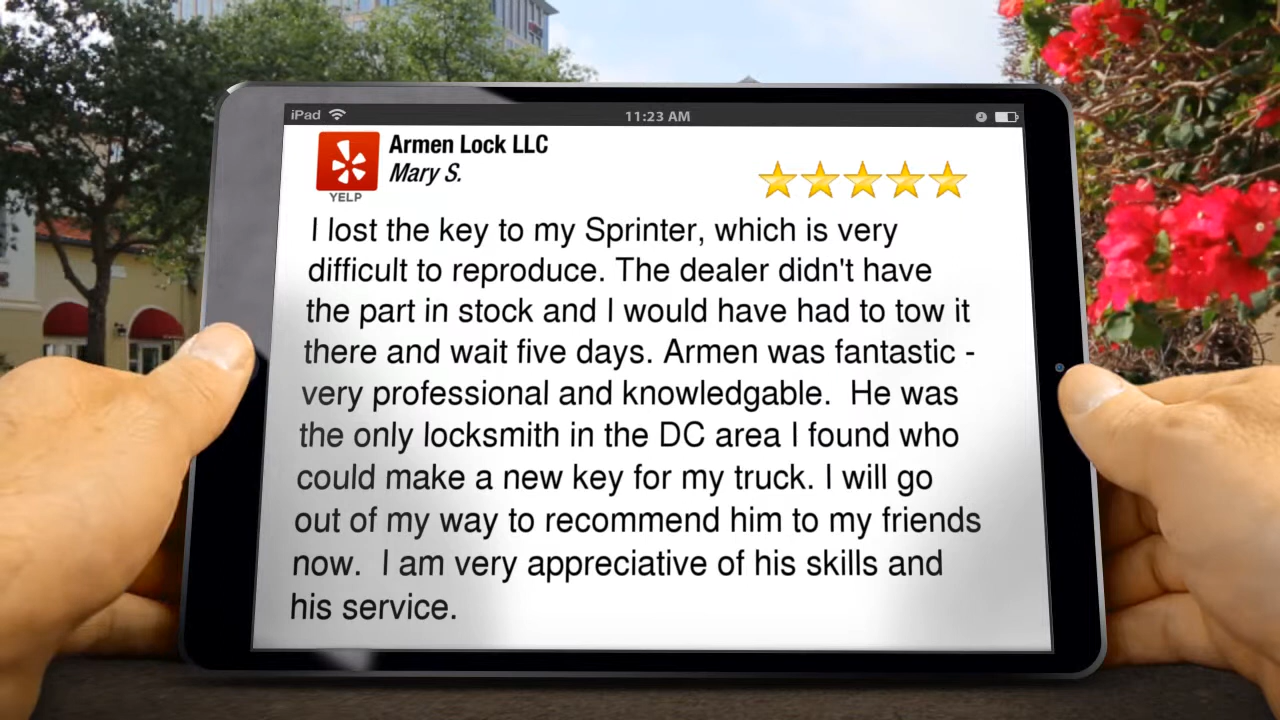 iPad 11:23 AM
Armen Lock LLC
Mary S.
YELP
I lost the key to my Sprinter, which is very
difficult to reproduce. The dealer didn't have
the part in stock and I would have had to tow it
there and wait five days. Armen was fantastic -
very professional and knowledgable.  He was
the only locksmith in the DC area I found who
could make a new key for my truck. I will go
out of my way to recommend him to my friends
now.  I am very appreciative of his skills and
his service.